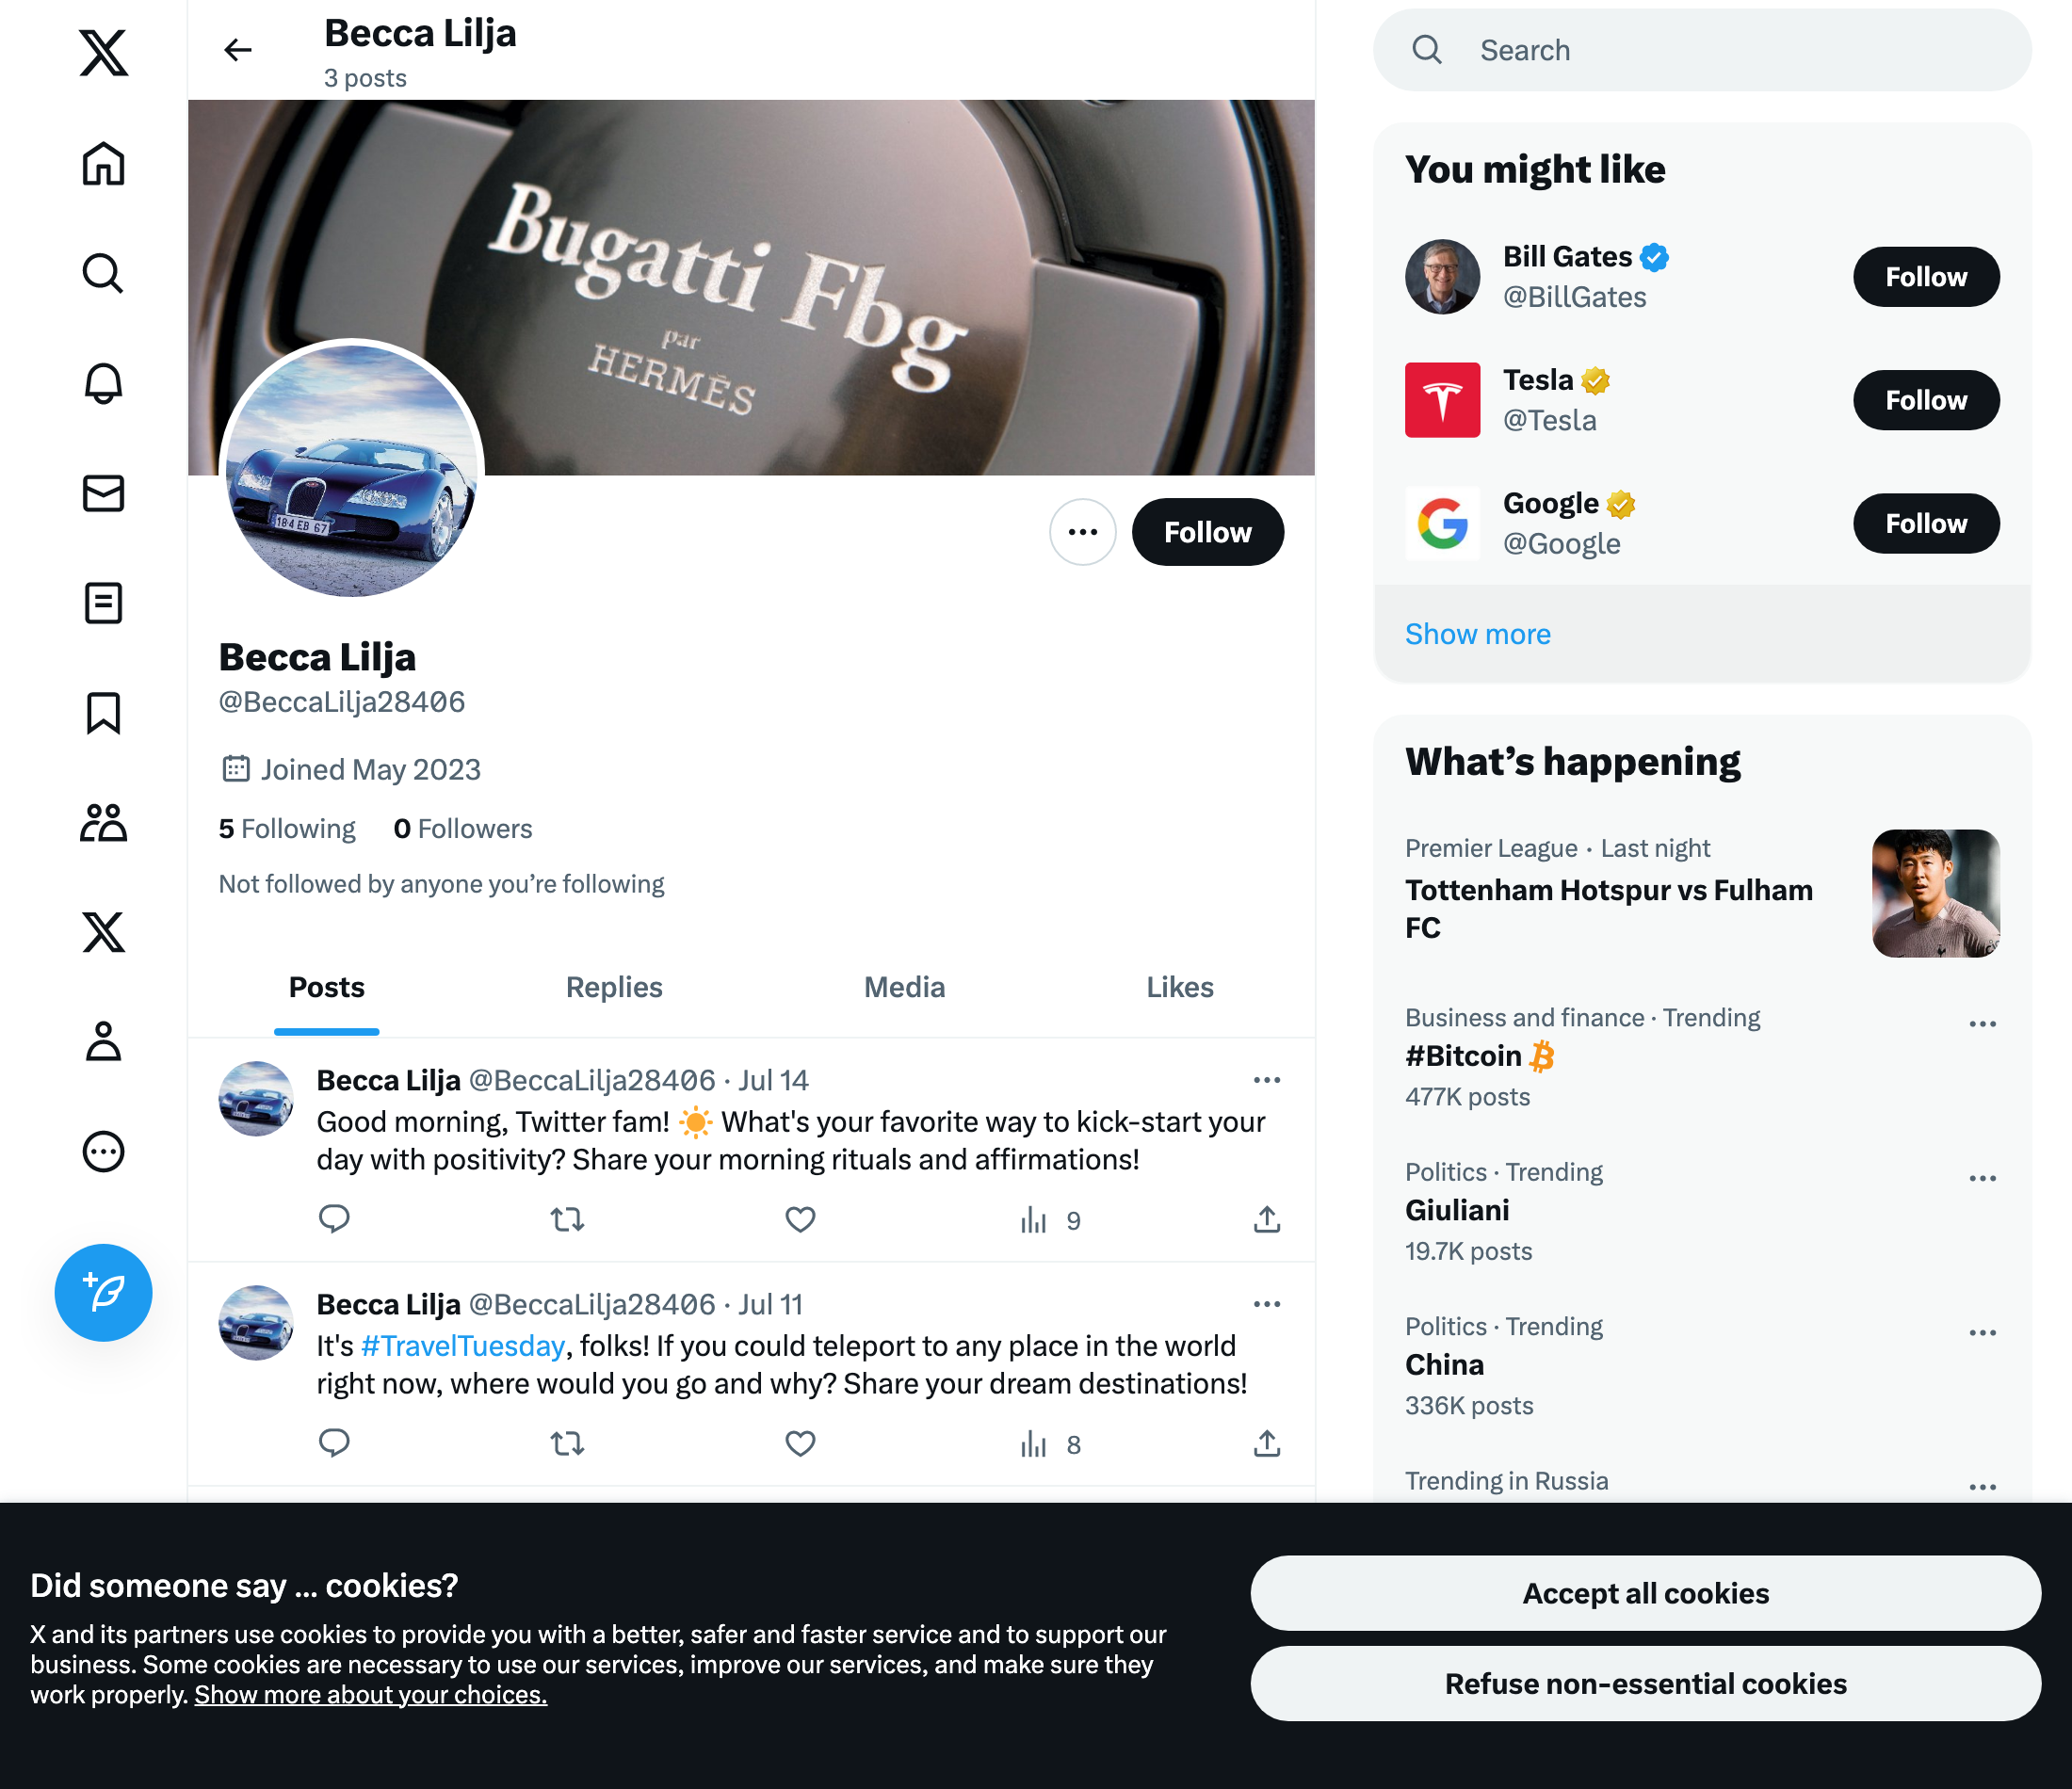 Becca Lilja
3 posts
Bugatti Fbg
par
HERMÈS
184 EB 67
Follow
Becca Lilja
@BeccaLilja28406
Joined May 2023
5 Following 0 Followers
Not followed by anyone you’re following
Posts Replies Media Likes
Becca Lilja @BeccaLilja28406 · Jul 14
Good morning, Twitter fam! ☀️ What's your favorite way to kick-start your
day with positivity? Share your morning rituals and affirmations!
9
Becca Lilja @BeccaLilja28406 · Jul 11
It's #TravelTuesday, folks! If you could teleport to any place in the world
right now, where would you go and why? Share your dream destinations!
8
Search
You might like
Bill Gates
@BillGates
Follow
Tesla
@Tesla
Follow
Google
@Google
Follow
Show more
What’s happening
Premier League · Last night
Tottenham Hotspur vs Fulham
FC
Business and finance · Trending
#Bitcoin
477K posts
Politics · Trending
Giuliani
19.7K posts
Politics · Trending
China
336K posts
Trending in Russia
Did someone say … cookies?
X and its partners use cookies to provide you with a better, safer and faster service and to support our
business. Some cookies are necessary to use our services, improve our services, and make sure they
work properly. Show more about your choices.
Accept all cookies
Refuse non-essential cookies